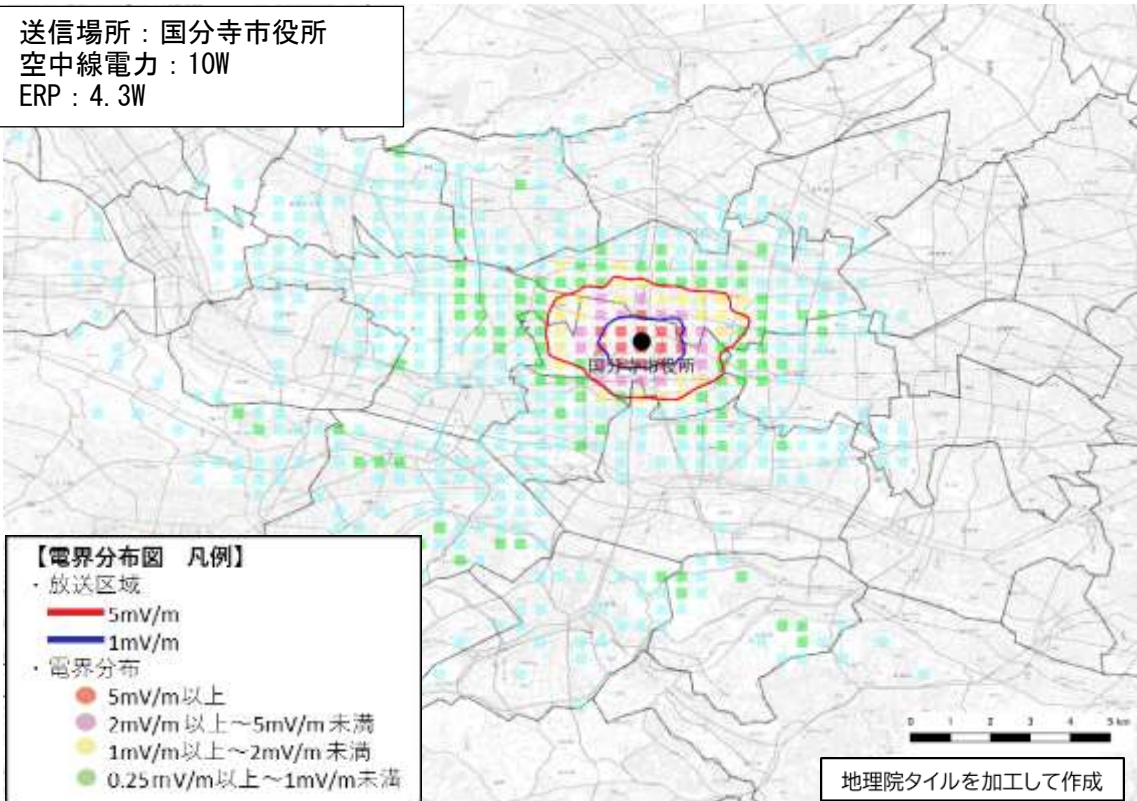 送信場所：国分寺市役所
空中線電力：10W
ERP：4.3W
国分寺市役所
【電界分布図　凡例】
・放送区域
5mV/m
1mV/m
・電界分布
5mV/m以上
2mV/m以上～5mV/m未満
1mV/m以上～2mV/m未満
0.25mV/m以上～1mV/m未満
0 1 2 3 4 5 km
地理院タイルを加工して作成